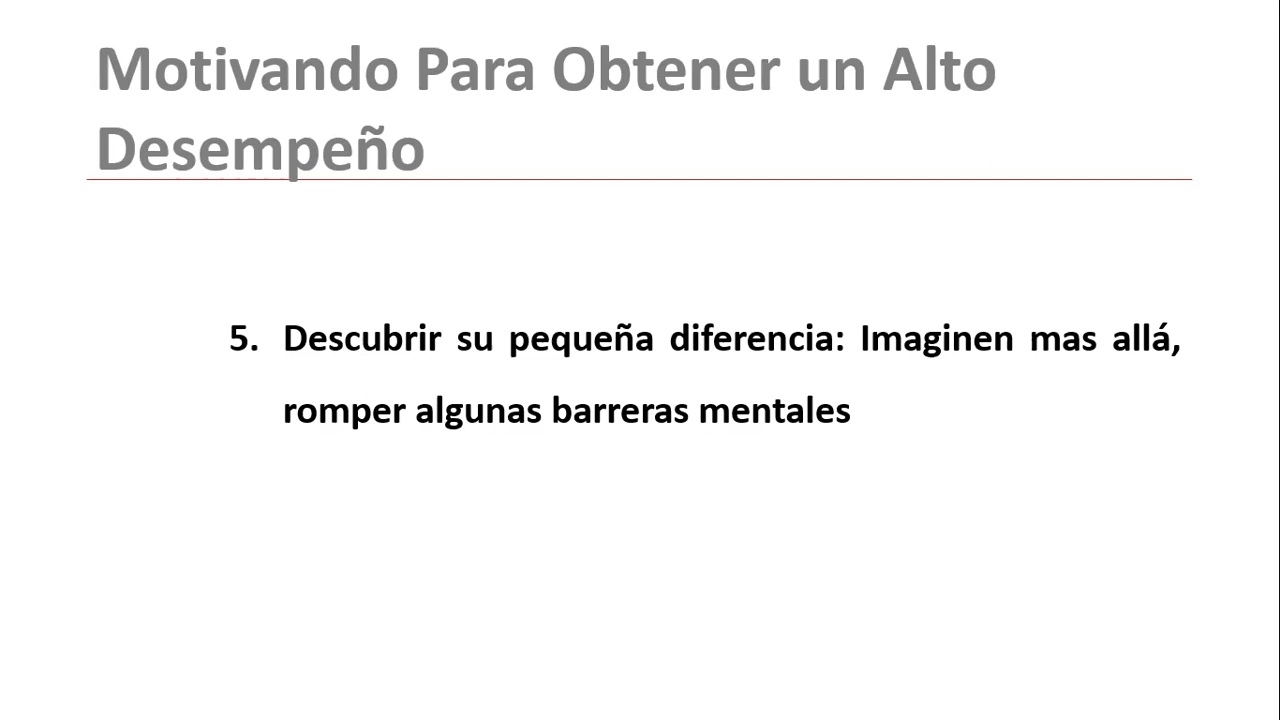 Motivando Para Obtener un Alto
Desempeño
5. Descubrir su pequeña diferencia: Imaginen mas allá,
romper algunas barreras mentales